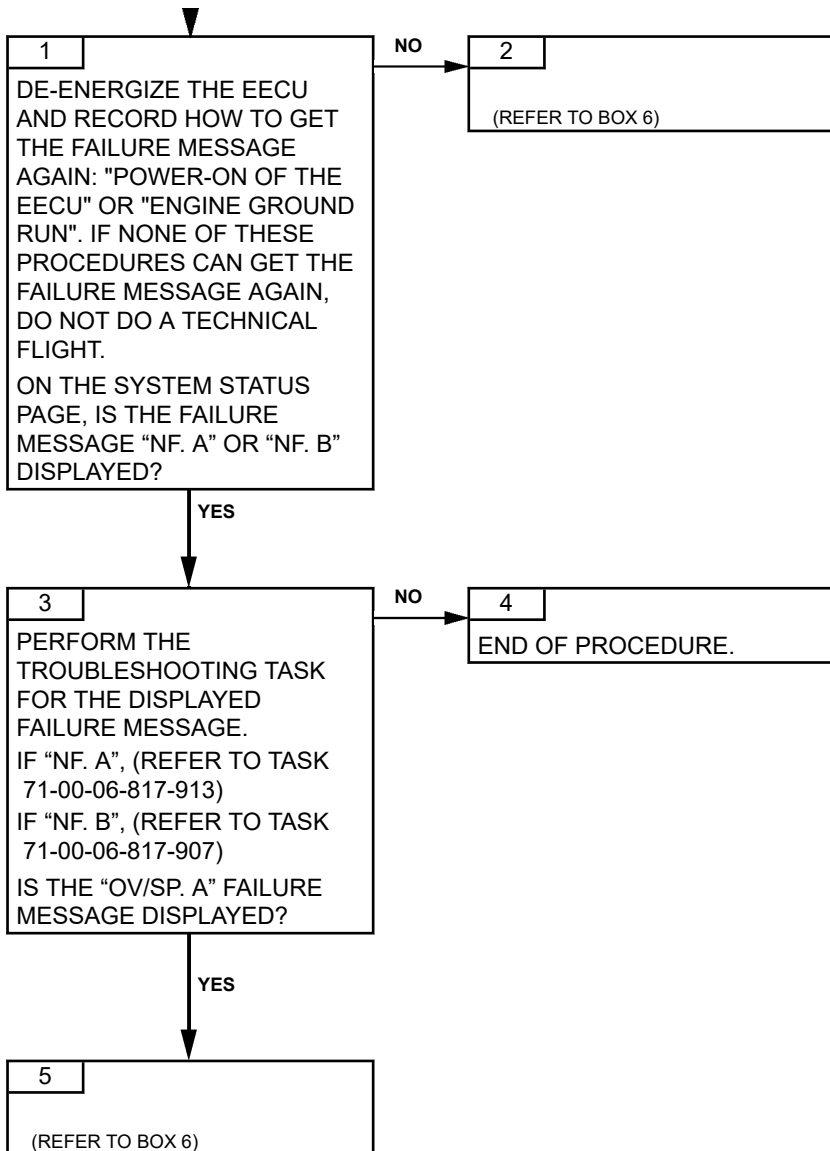 1
DE-ENERGIZE THE EECU
AND RECORD HOW TO GET
THE FAILURE MESSAGE
AGAIN: "POWER-ON OF THE
EECU" OR "ENGINE GROUND
RUN". IF NONE OF THESE
PROCEDURES CAN GET THE
FAILURE MESSAGE AGAIN,
DO NOT DO A TECHNICAL
FLIGHT.
ON THE SYSTEM STATUS
PAGE, IS THE FAILURE
MESSAGE “NF. A” OR “NF. B”
DISPLAYED?
NO
2
(REFER TO BOX 6)
YES
3
PERFORM THE
TROUBLESHOOTING TASK
FOR THE DISPLAYED
FAILURE MESSAGE.
IF “NF. A”, (REFER TO TASK
71-00-06-817-913)
IF “NF. B”, (REFER TO TASK
71-00-06-817-907)
IS THE “OV/SP. A” FAILURE
MESSAGE DISPLAYED?
NO
4
END OF PROCEDURE.
YES
5
(REFER TO BOX 6)